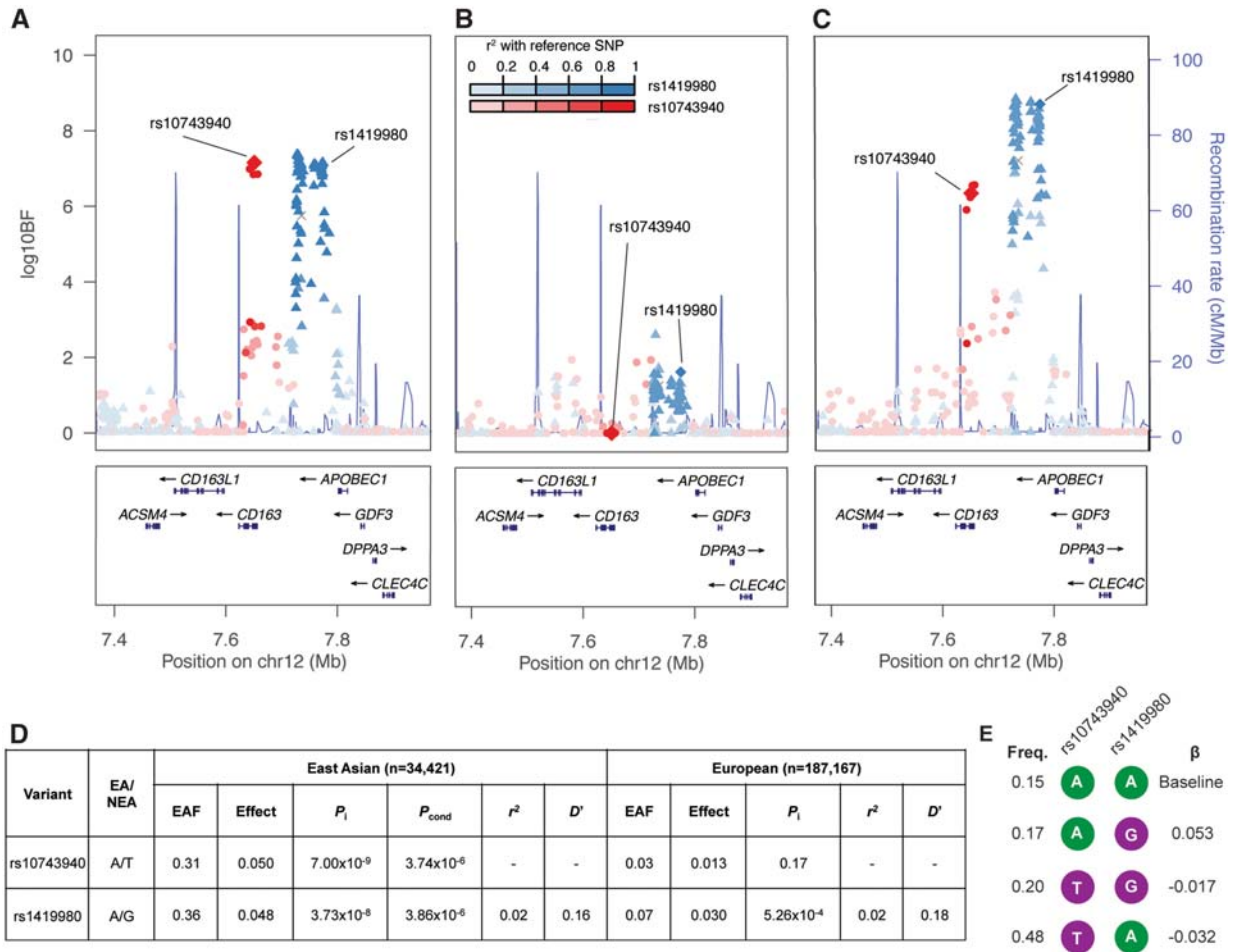 A
B
C
10
8
6
4
2
0
log10BF
rs10743940
rs1419980
r² with reference SNP
0 0.2 0.4 0.6 0.8 1
rs1419980
rs10743940
rs10743940
rs1419980
rs1419980
rs10743940
100
80
60
40
20
0
Recombination rate (cM/Mb)
← CD163L1 ← APOBEC1
ACSM4 → ← CD163 ← GDF3
DPPA3 →
← CLEC4C
← CD163L1 ← APOBEC1
ACSM4 → ← CD163 ← GDF3
DPPA3 →
← CLEC4C
← CD163L1 ← APOBEC1
ACSM4 → ← CD163 ← GDF3
DPPA3 →
← CLEC4C
7.4 7.6 7.8
Position on chr12 (Mb)
7.4 7.6 7.8
Position on chr12 (Mb)
7.4 7.6 7.8
Position on chr12 (Mb)
D
Variant EA/ NEA East Asian (n=34,421) European (n=187,167)
EAF Effect Pi Pcond r² D' EAF Effect Pi r² D'
rs10743940 A/T 0.31 0.050 7.00x10⁻⁹ 3.74x10⁻⁶ - - 0.03 0.013 0.17 - -
rs1419980 A/G 0.36 0.048 3.73x10⁻⁸ 3.86x10⁻⁶ 0.02 0.16 0.07 0.030 5.26x10⁻⁴ 0.02 0.18
E
Freq. rs10743940 rs1419980 β
0.15 A A Baseline
0.17 A G 0.053
0.20 T G -0.017
0.48 T A -0.032